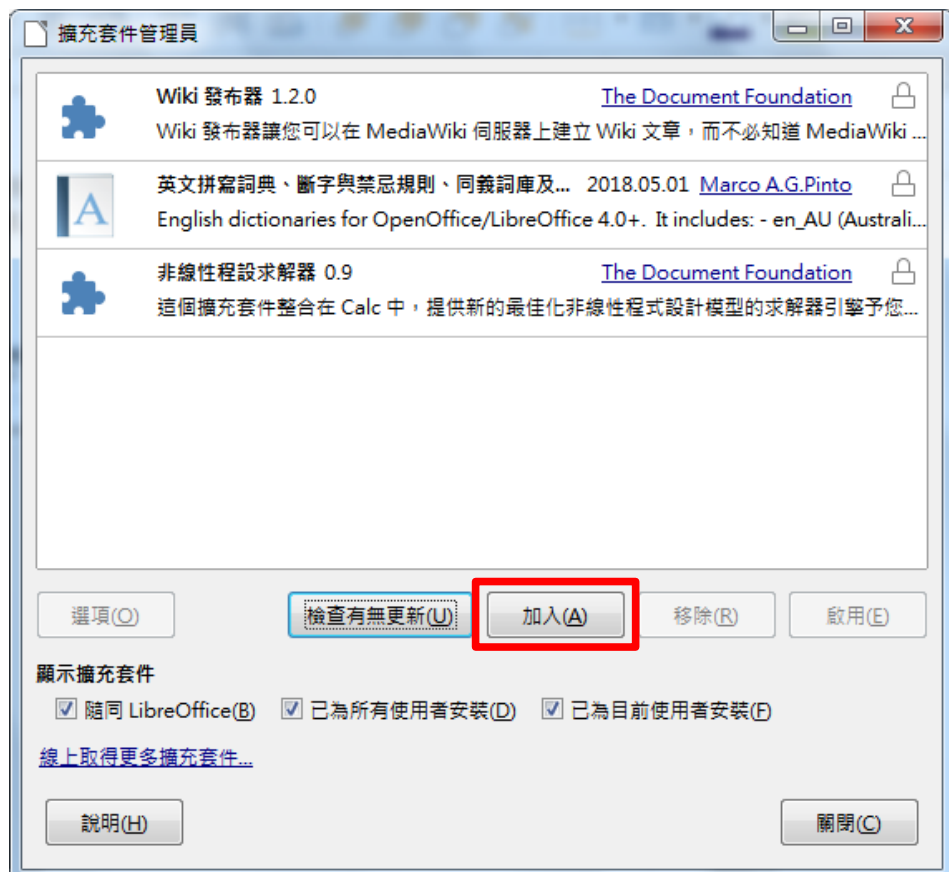 擴充套件管理員
Wiki 發布器 1.2.0 The Document Foundation
Wiki 發布器讓您可以在 MediaWiki 伺服器上建立 Wiki 文章，而不必知道 MediaWiki ...
英文拼寫詞典、斷字與禁忌規則、同義詞庫及... 2018.05.01 Marco A.G.Pinto
English dictionaries for OpenOffice/LibreOffice 4.0+. It includes: - en_AU (Australi...
非線性程設求解器 0.9 The Document Foundation
這個擴充套件整合在 Calc 中，提供新的最佳化非線性程式設計模型的求解器引擎予您...
選項(O) 檢查有無更新(U) 加入(A) 移除(R) 啟用(E)
顯示擴充套件
隨同 LibreOffice(B) 已為所有使用者安裝(D) 已為目前使用者安裝(F)
線上取得更多擴充套件...
說明(H) 關閉(C)